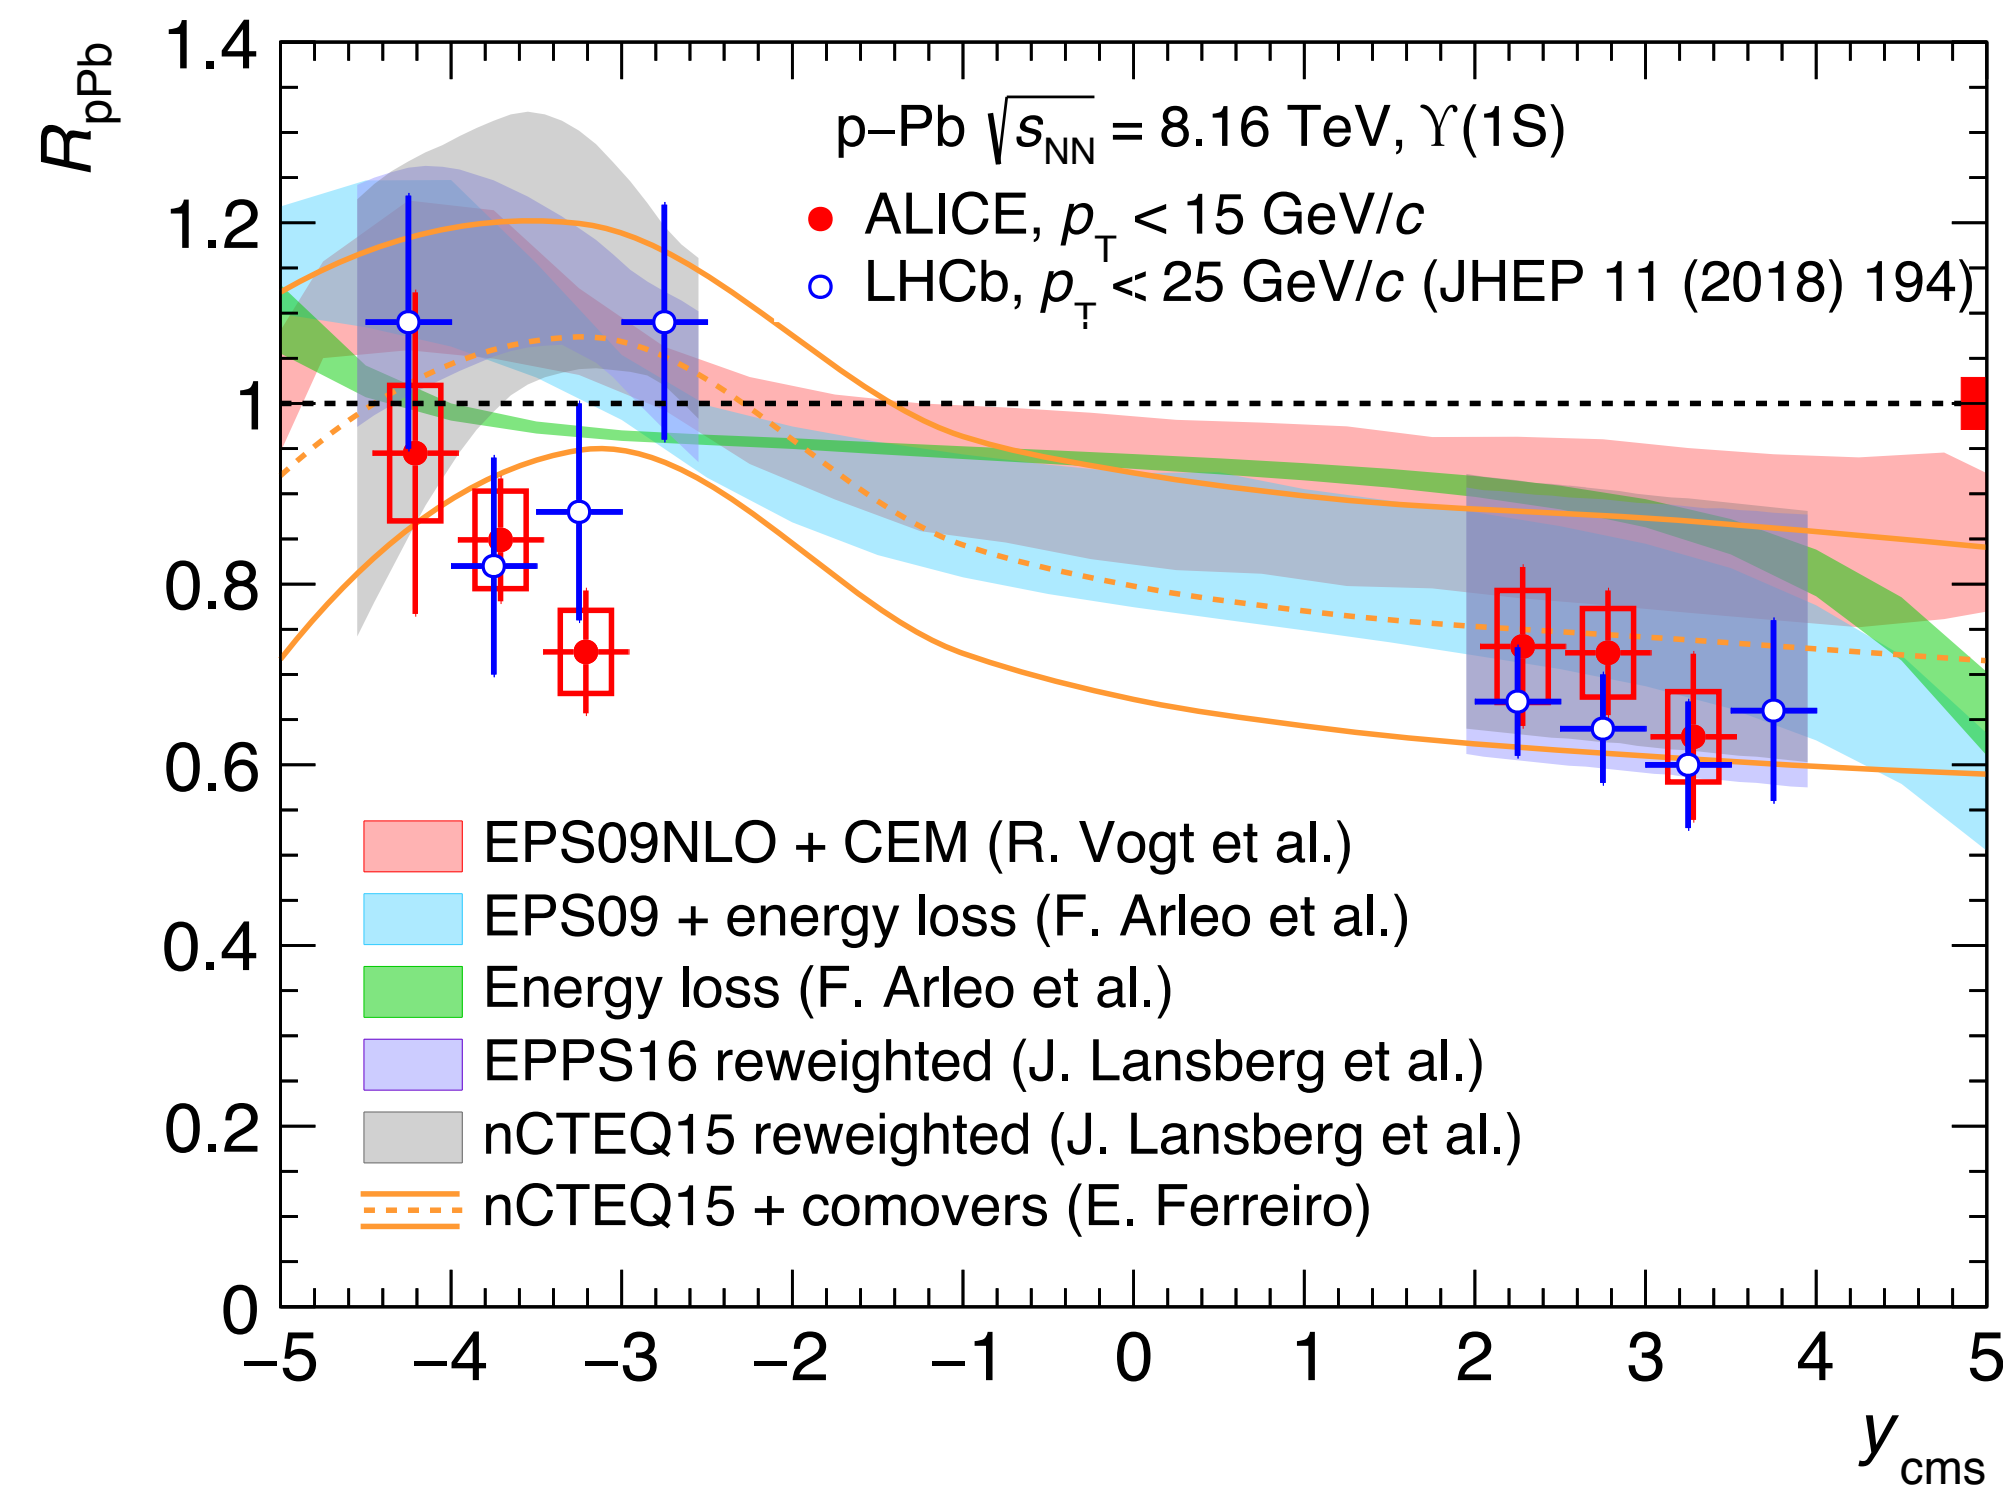 R_pPb
1.4
1.2
1
0.8
0.6
0.4
0.2
0
p−Pb √s_NN = 8.16 TeV, ϒ(1S)
ALICE, p_T < 15 GeV/c
LHCb, p_T < 25 GeV/c (JHEP 11 (2018) 194)
EPS09NLO + CEM (R. Vogt et al.)
EPS09 + energy loss (F. Arleo et al.)
Energy loss (F. Arleo et al.)
EPPS16 reweighted (J. Lansberg et al.)
nCTEQ15 reweighted (J. Lansberg et al.)
nCTEQ15 + comovers (E. Ferreiro)
−5 −4 −3 −2 −1 0 1 2 3 4 5
y_cms